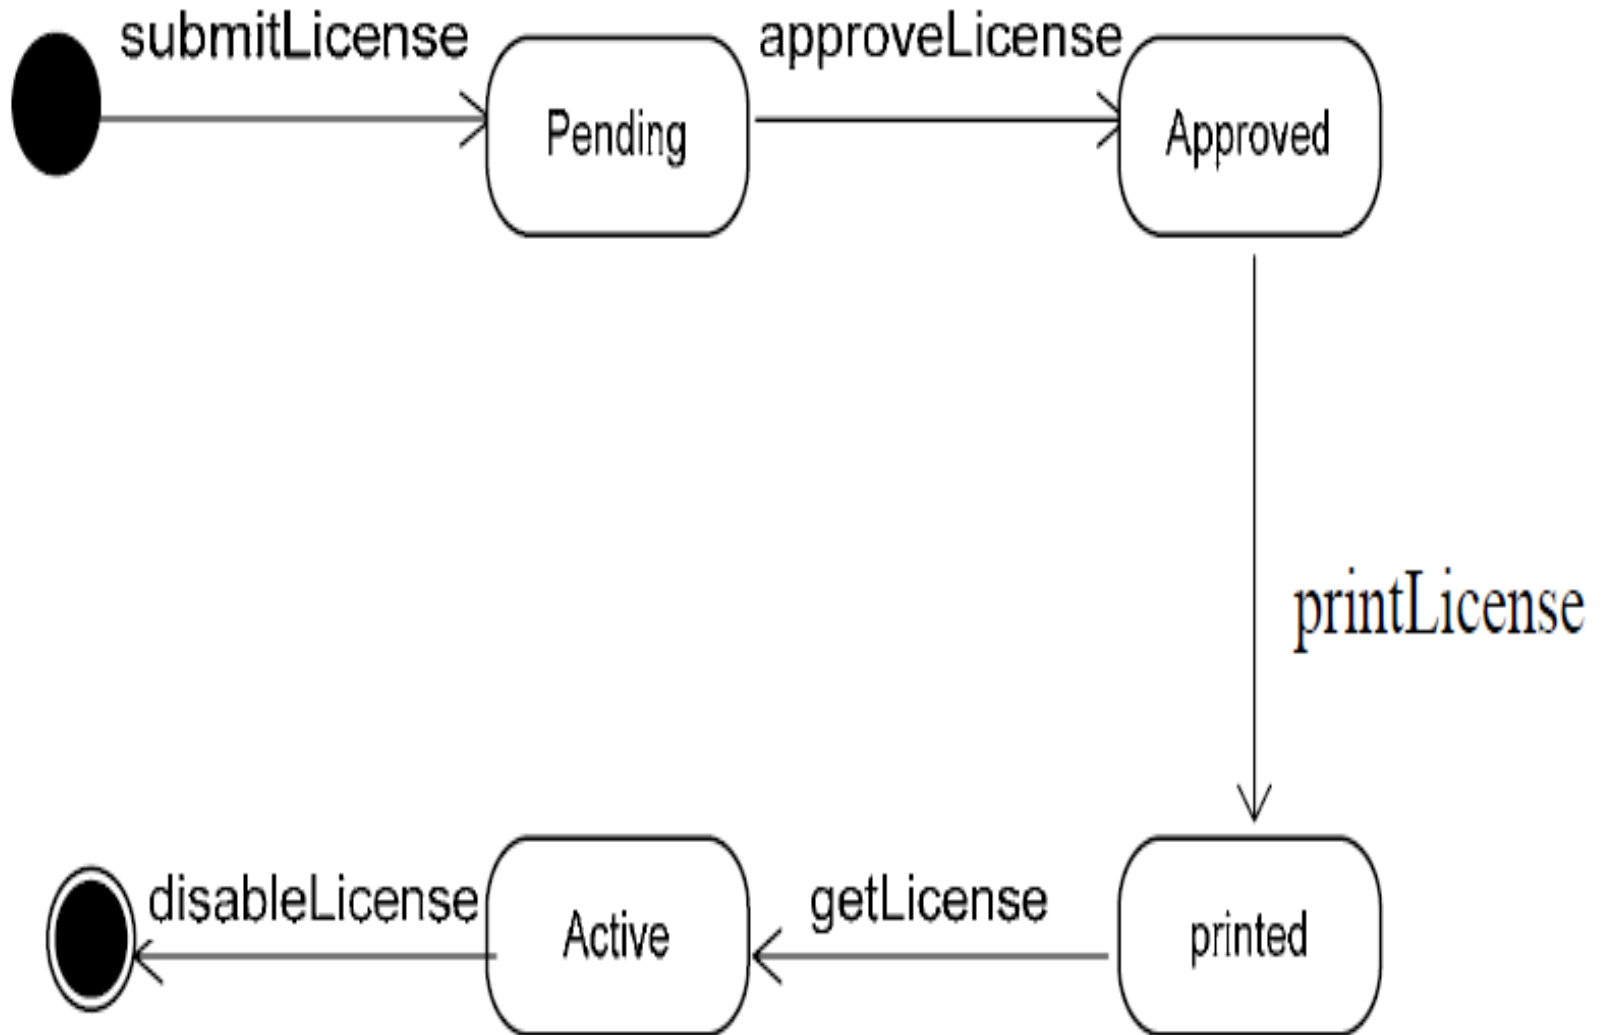 submitLicense
approveLicense
Pending
Approved
printLicense
disableLicense
Active
getLicense
printed